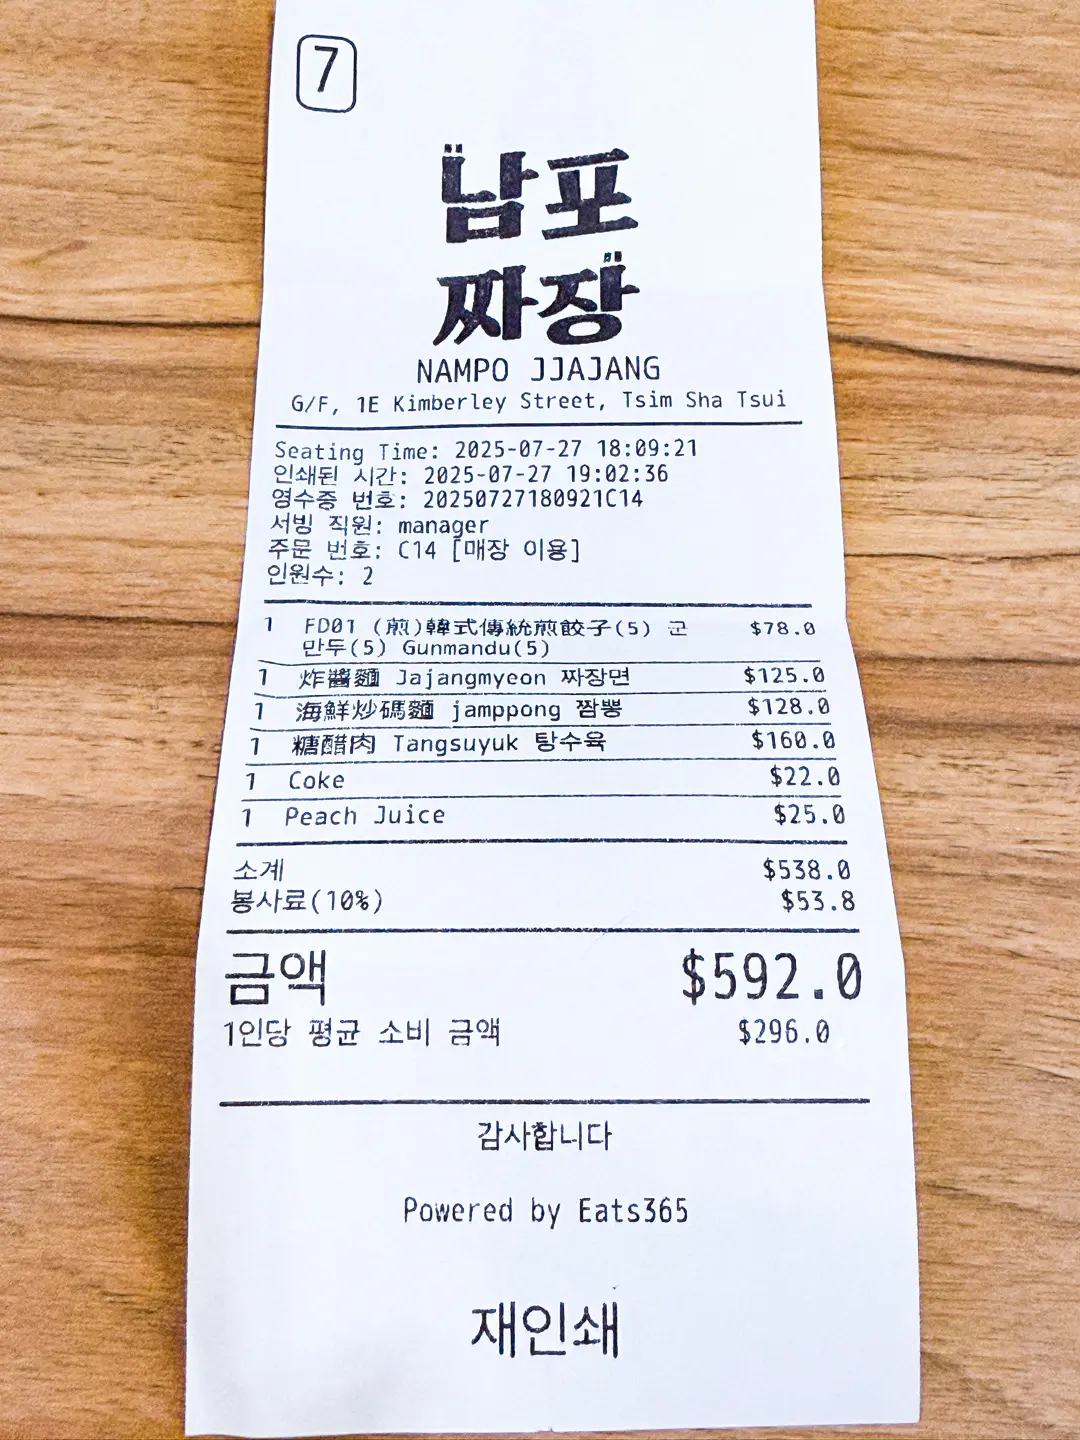 7
남포
짜장
NAMPO JJAJANG
G/F, 1E Kimberley Street, Tsim Sha Tsui
Seating Time: 2025-07-27 18:09:21
인쇄된 시간: 2025-07-27 19:02:36
영수증 번호: 20250727180921C14
서빙 직원: manager
주문 번호: C14 [매장 이용]
인원수: 2
1 FD01 (煎)韓式傳統煎餃子(5) 군 $78.0
만두(5) Gunmandu(5)
1 炸醬麵 Jajangmyeon 짜장면 $125.0
1 海鮮炒碼麵 jamppong 짬뽕 $128.0
1 糖醋肉 Tangsuyuk 탕수육 $160.0
1 Coke $22.0
1 Peach Juice $25.0
소계 $538.0
봉사료(10%) $53.8
금액 $592.0
1인당 평균 소비 금액 $296.0
감사합니다
Powered by Eats365
재인쇄